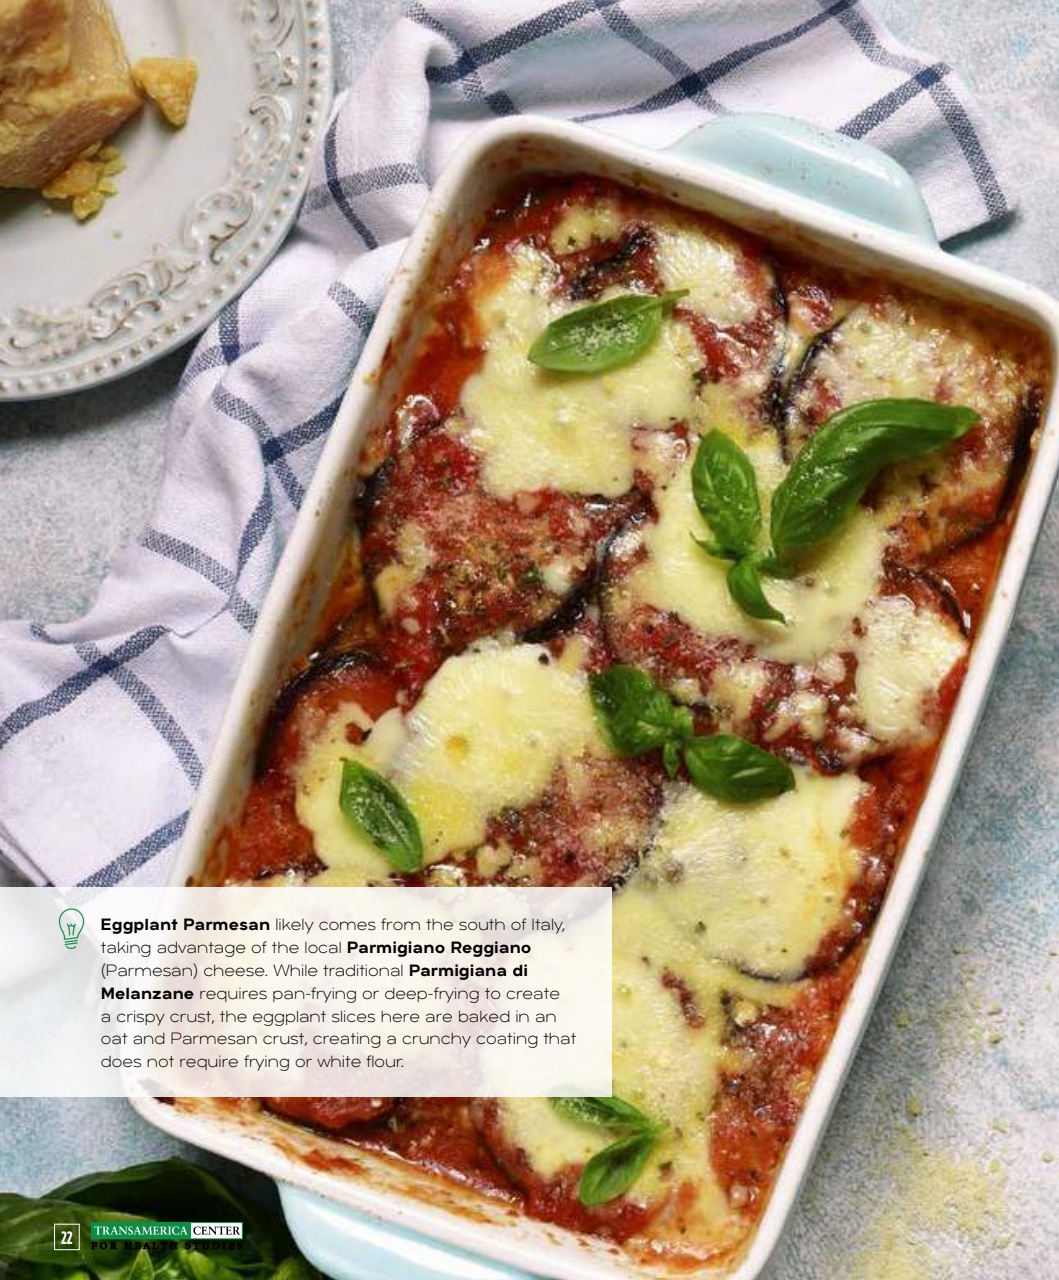 Eggplant Parmesan likely comes from the south of Italy,
taking advantage of the local Parmigiano Reggiano
(Parmesan) cheese. While traditional Parmigiana di
Melanzane requires pan-frying or deep-frying to create
a crispy crust, the eggplant slices here are baked in an
oat and Parmesan crust, creating a crunchy coating that
does not require frying or white flour.
22
TRANSAMERICA CENTER
FOR HEALTH STUDIES